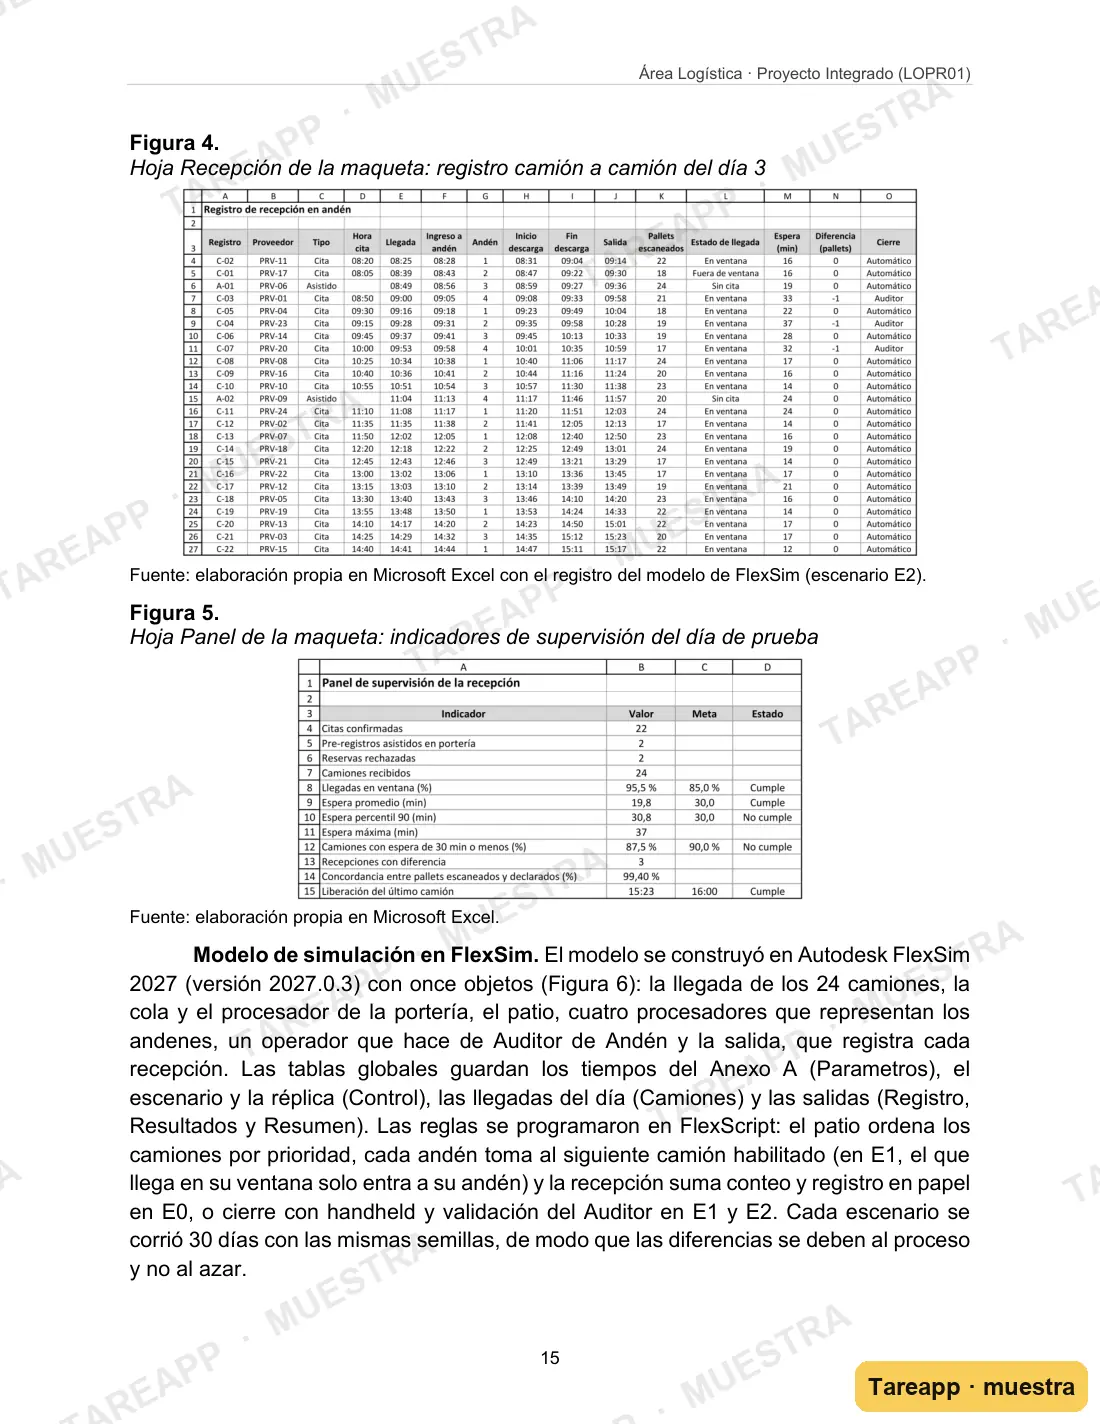 Área Logística · Proyecto Integrado (LOPR01)
Figura 4.
Hoja Recepción de la maqueta: registro camión a camión del día 3
A B C D E F G H I J K L M N O
1 Registro de recepción en andén
2
3 Registro Proveedor Tipo Hora cita Llegada Ingreso a andén Andén Inicio descarga Fin descarga Salida Pallets escaneados Estado de llegada Espera (min) Diferencia (pallets) Cierre
4 C-02 PRV-11 Cita 08:20 08:25 08:28 1 08:31 09:04 09:14 22 En ventana 16 0 Automático
5 C-01 PRV-17 Cita 08:05 08:39 08:43 2 08:47 09:22 09:30 18 Fuera de ventana 16 0 Automático
6 A-01 PRV-06 Asistido 08:49 08:56 3 08:59 09:27 09:36 24 Sin cita 19 0 Automático
7 C-03 PRV-01 Cita 08:50 09:00 09:05 4 09:08 09:33 09:58 21 En ventana 33 -1 Auditor
8 C-05 PRV-04 Cita 09:30 09:16 09:18 1 09:23 09:49 10:04 18 En ventana 22 0 Automático
9 C-04 PRV-23 Cita 09:15 09:28 09:31 2 09:35 09:58 10:28 19 En ventana 37 -1 Auditor
10 C-06 PRV-14 Cita 09:45 09:37 09:41 3 09:45 10:13 10:33 19 En ventana 28 0 Automático
11 C-07 PRV-20 Cita 10:00 09:53 09:58 4 10:01 10:35 10:59 17 En ventana 32 -1 Auditor
12 C-08 PRV-08 Cita 10:25 10:34 10:38 1 10:40 11:06 11:17 24 En ventana 17 0 Automático
13 C-09 PRV-16 Cita 10:40 10:36 10:41 2 10:44 11:16 11:24 20 En ventana 16 0 Automático
14 C-10 PRV-10 Cita 10:55 10:51 10:54 3 10:57 11:30 11:38 23 En ventana 14 0 Automático
15 A-02 PRV-09 Asistido 11:04 11:13 4 11:17 11:46 11:57 20 Sin cita 24 0 Automático
16 C-11 PRV-24 Cita 11:10 11:08 11:17 1 11:20 11:51 12:03 24 En ventana 24 0 Automático
17 C-12 PRV-02 Cita 11:35 11:35 11:38 2 11:41 12:05 12:13 17 En ventana 14 0 Automático
18 C-13 PRV-07 Cita 11:50 12:02 12:05 1 12:08 12:40 12:50 23 En ventana 16 0 Automático
19 C-14 PRV-18 Cita 12:20 12:18 12:22 2 12:25 12:49 13:01 24 En ventana 19 0 Automático
20 C-15 PRV-21 Cita 12:45 12:43 12:46 3 12:49 13:21 13:29 17 En ventana 14 0 Automático
21 C-16 PRV-22 Cita 13:00 13:02 13:06 1 13:10 13:36 13:45 17 En ventana 17 0 Automático
22 C-17 PRV-12 Cita 13:15 13:03 13:10 2 13:14 13:39 13:49 19 En ventana 21 0 Automático
23 C-18 PRV-05 Cita 13:30 13:40 13:43 3 13:46 14:10 14:20 23 En ventana 16 0 Automático
24 C-19 PRV-19 Cita 13:55 13:48 13:50 1 13:53 14:24 14:33 22 En ventana 14 0 Automático
25 C-20 PRV-13 Cita 14:10 14:17 14:20 2 14:23 14:50 15:01 22 En ventana 17 0 Automático
26 C-21 PRV-03 Cita 14:25 14:29 14:32 3 14:35 15:12 15:23 20 En ventana 17 0 Automático
27 C-22 PRV-15 Cita 14:40 14:41 14:44 1 14:47 15:11 15:17 22 En ventana 12 0 Automático
Fuente: elaboración propia en Microsoft Excel con el registro del modelo de FlexSim (escenario E2).
Figura 5.
Hoja Panel de la maqueta: indicadores de supervisión del día de prueba
A B C D
1 Panel de supervisión de la recepción
2
3 Indicador Valor Meta Estado
4 Citas confirmadas 22
5 Pre-registros asistidos en portería 2
6 Reservas rechazadas 2
7 Camiones recibidos 24
8 Llegadas en ventana (%) 95,5 % 85,0 % Cumple
9 Espera promedio (min) 19,8 30,0 Cumple
10 Espera percentil 90 (min) 30,8 30,0 No cumple
11 Espera máxima (min) 37
12 Camiones con espera de 30 min o menos (%) 87,5 % 90,0 % No cumple
13 Recepciones con diferencia 3
14 Concordancia entre pallets escaneados y declarados (%) 99,40 %
15 Liberación del último camión 15:23 16:00 Cumple
Fuente: elaboración propia en Microsoft Excel.
Modelo de simulación en FlexSim. El modelo se construyó en Autodesk FlexSim
2027 (versión 2027.0.3) con once objetos (Figura 6): la llegada de los 24 camiones, la
cola y el procesador de la portería, el patio, cuatro procesadores que representan los
andenes, un operador que hace de Auditor de Andén y la salida, que registra cada
recepción. Las tablas globales guardan los tiempos del Anexo A (Parametros), el
escenario y la réplica (Control), las llegadas del día (Camiones) y las salidas (Registro,
Resultados y Resumen). Las reglas se programaron en FlexScript: el patio ordena los
camiones por prioridad, cada andén toma al siguiente camión habilitado (en E1, el que
llega en su ventana solo entra a su andén) y la recepción suma conteo y registro en papel
en E0, o cierre con handheld y validación del Auditor en E1 y E2. Cada escenario se
corrió 30 días con las mismas semillas, de modo que las diferencias se deben al proceso
y no al azar.
15
Tareapp · muestra
TAREAPP · MUESTRA